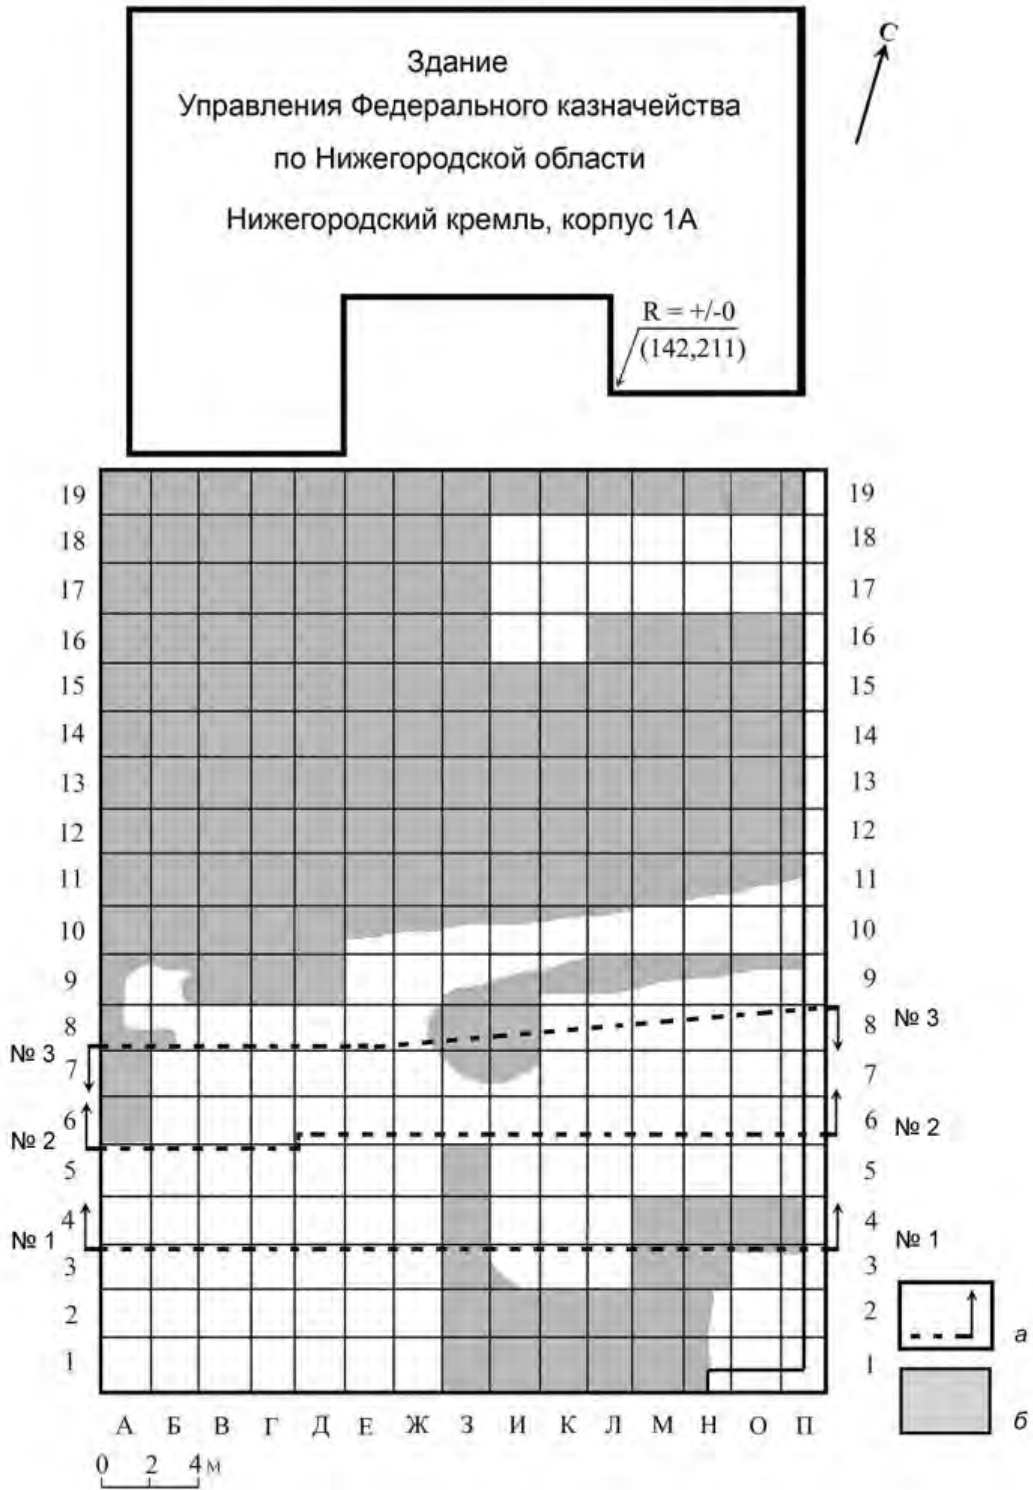 Здание
Управления Федерального казначейства
по Нижегородской области
Нижегородский кремль, корпус 1А
С
R = +/-0
(142,211)
19 19
18 18
17 17
16 16
15 15
14 14
13 13
12 12
11 11
10 10
9 9
8 8 № 3
№ 3
7 7
6 6 № 2
№ 2
5 5
4 4
№ 1 № 1
3 3
2 2
а
1 1
б
А Б В Г Д Е Ж З И К Л М Н О П
0 2 4 м